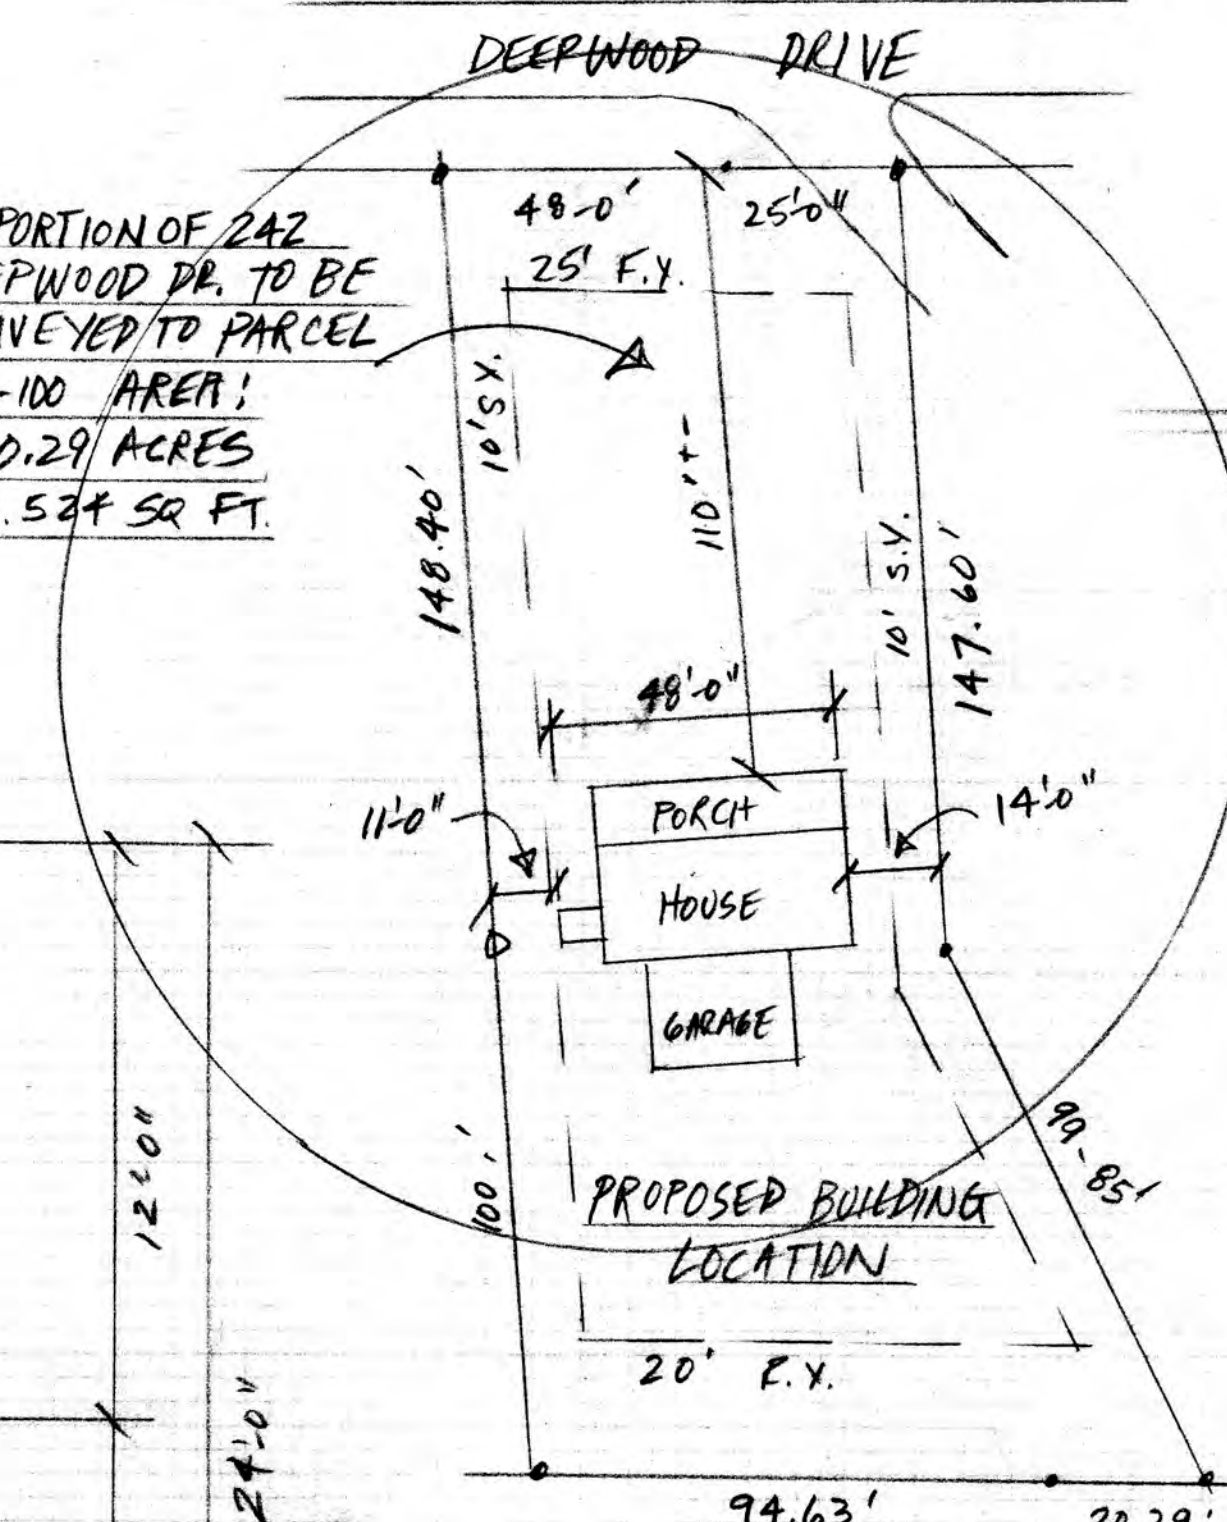 DEEPWOOD DRIVE
48-0' 25'-0"
25' F.Y.
PORTION OF 242
EPWOOD DR. TO BE
VEYED TO PARCEL
-100 AREA:
0.29 ACRES
.524 SQ FT.
10' S.Y.
148.40'
110'+-
10' S.Y.
147.60'
48'-0"
11'-0"
14'-0"
PORCH
HOUSE
GARAGE
12'-0"
100.'
99-85'
PROPOSED BUILDING
LOCATION
20' R.Y.
24'-0"
94.63' 20.29'